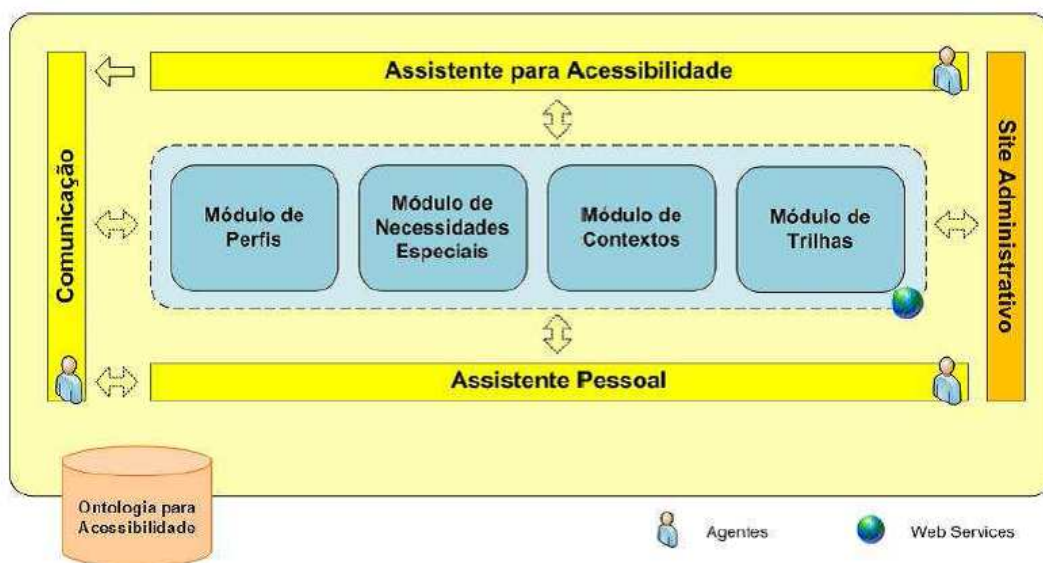 Assistente para Acessibilidade
Comunicação
Módulo de
Perfis
Módulo de
Necessidades
Especiais
Módulo de
Contextos
Módulo de
Trilhas
Site Administrativo
Assistente Pessoal
Ontologia para
Acessibilidade
Agentes
Web Services